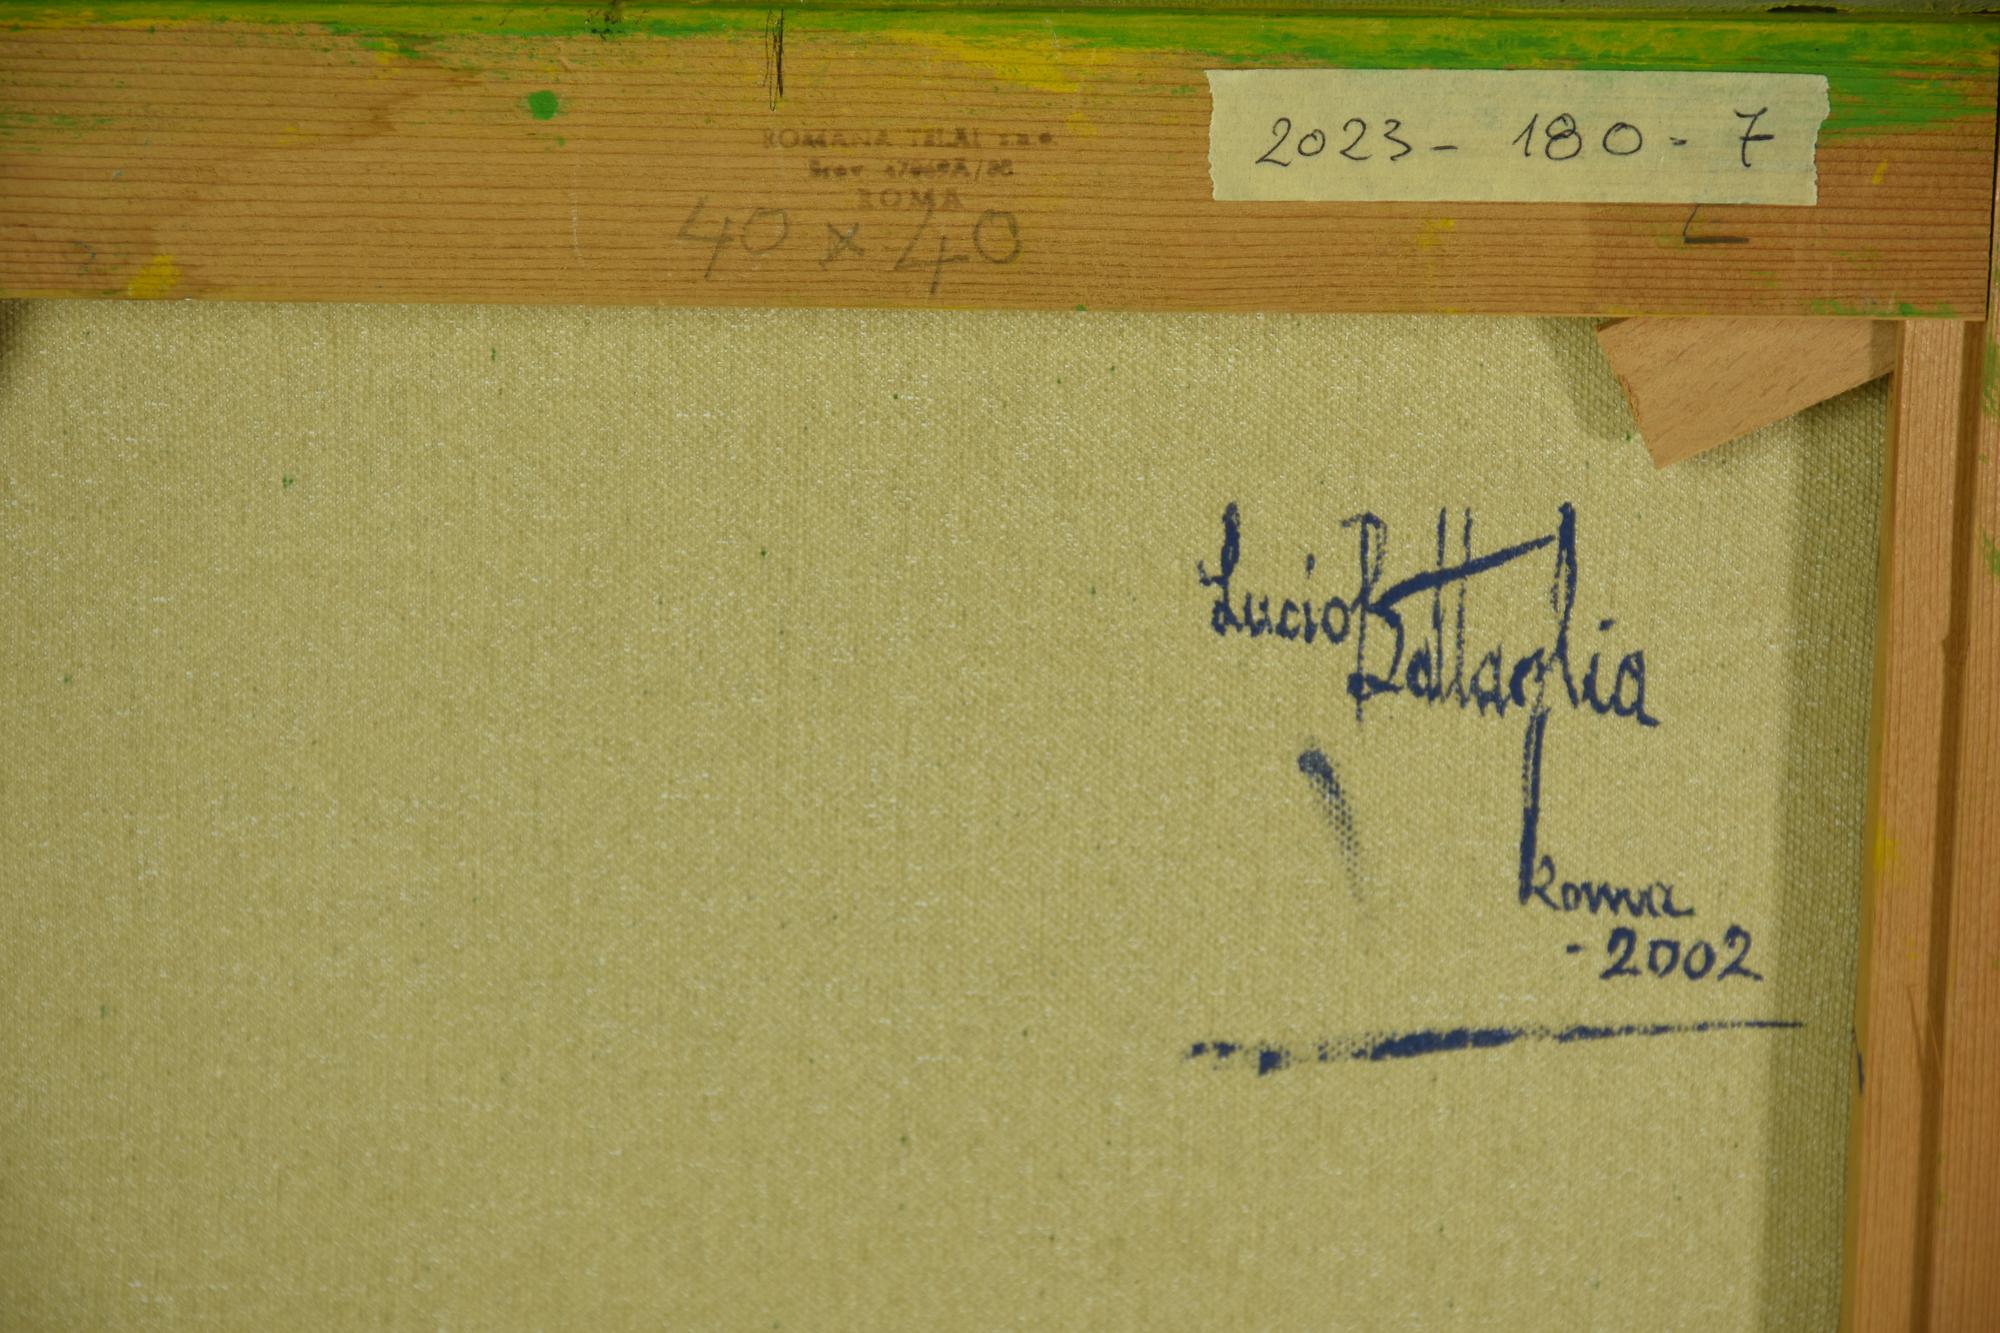 2023 - 180 - 7
ROMANA TELAI s.n.c.
ROMA
40 x 40
Lucio Battaglia
Roma
- 2002